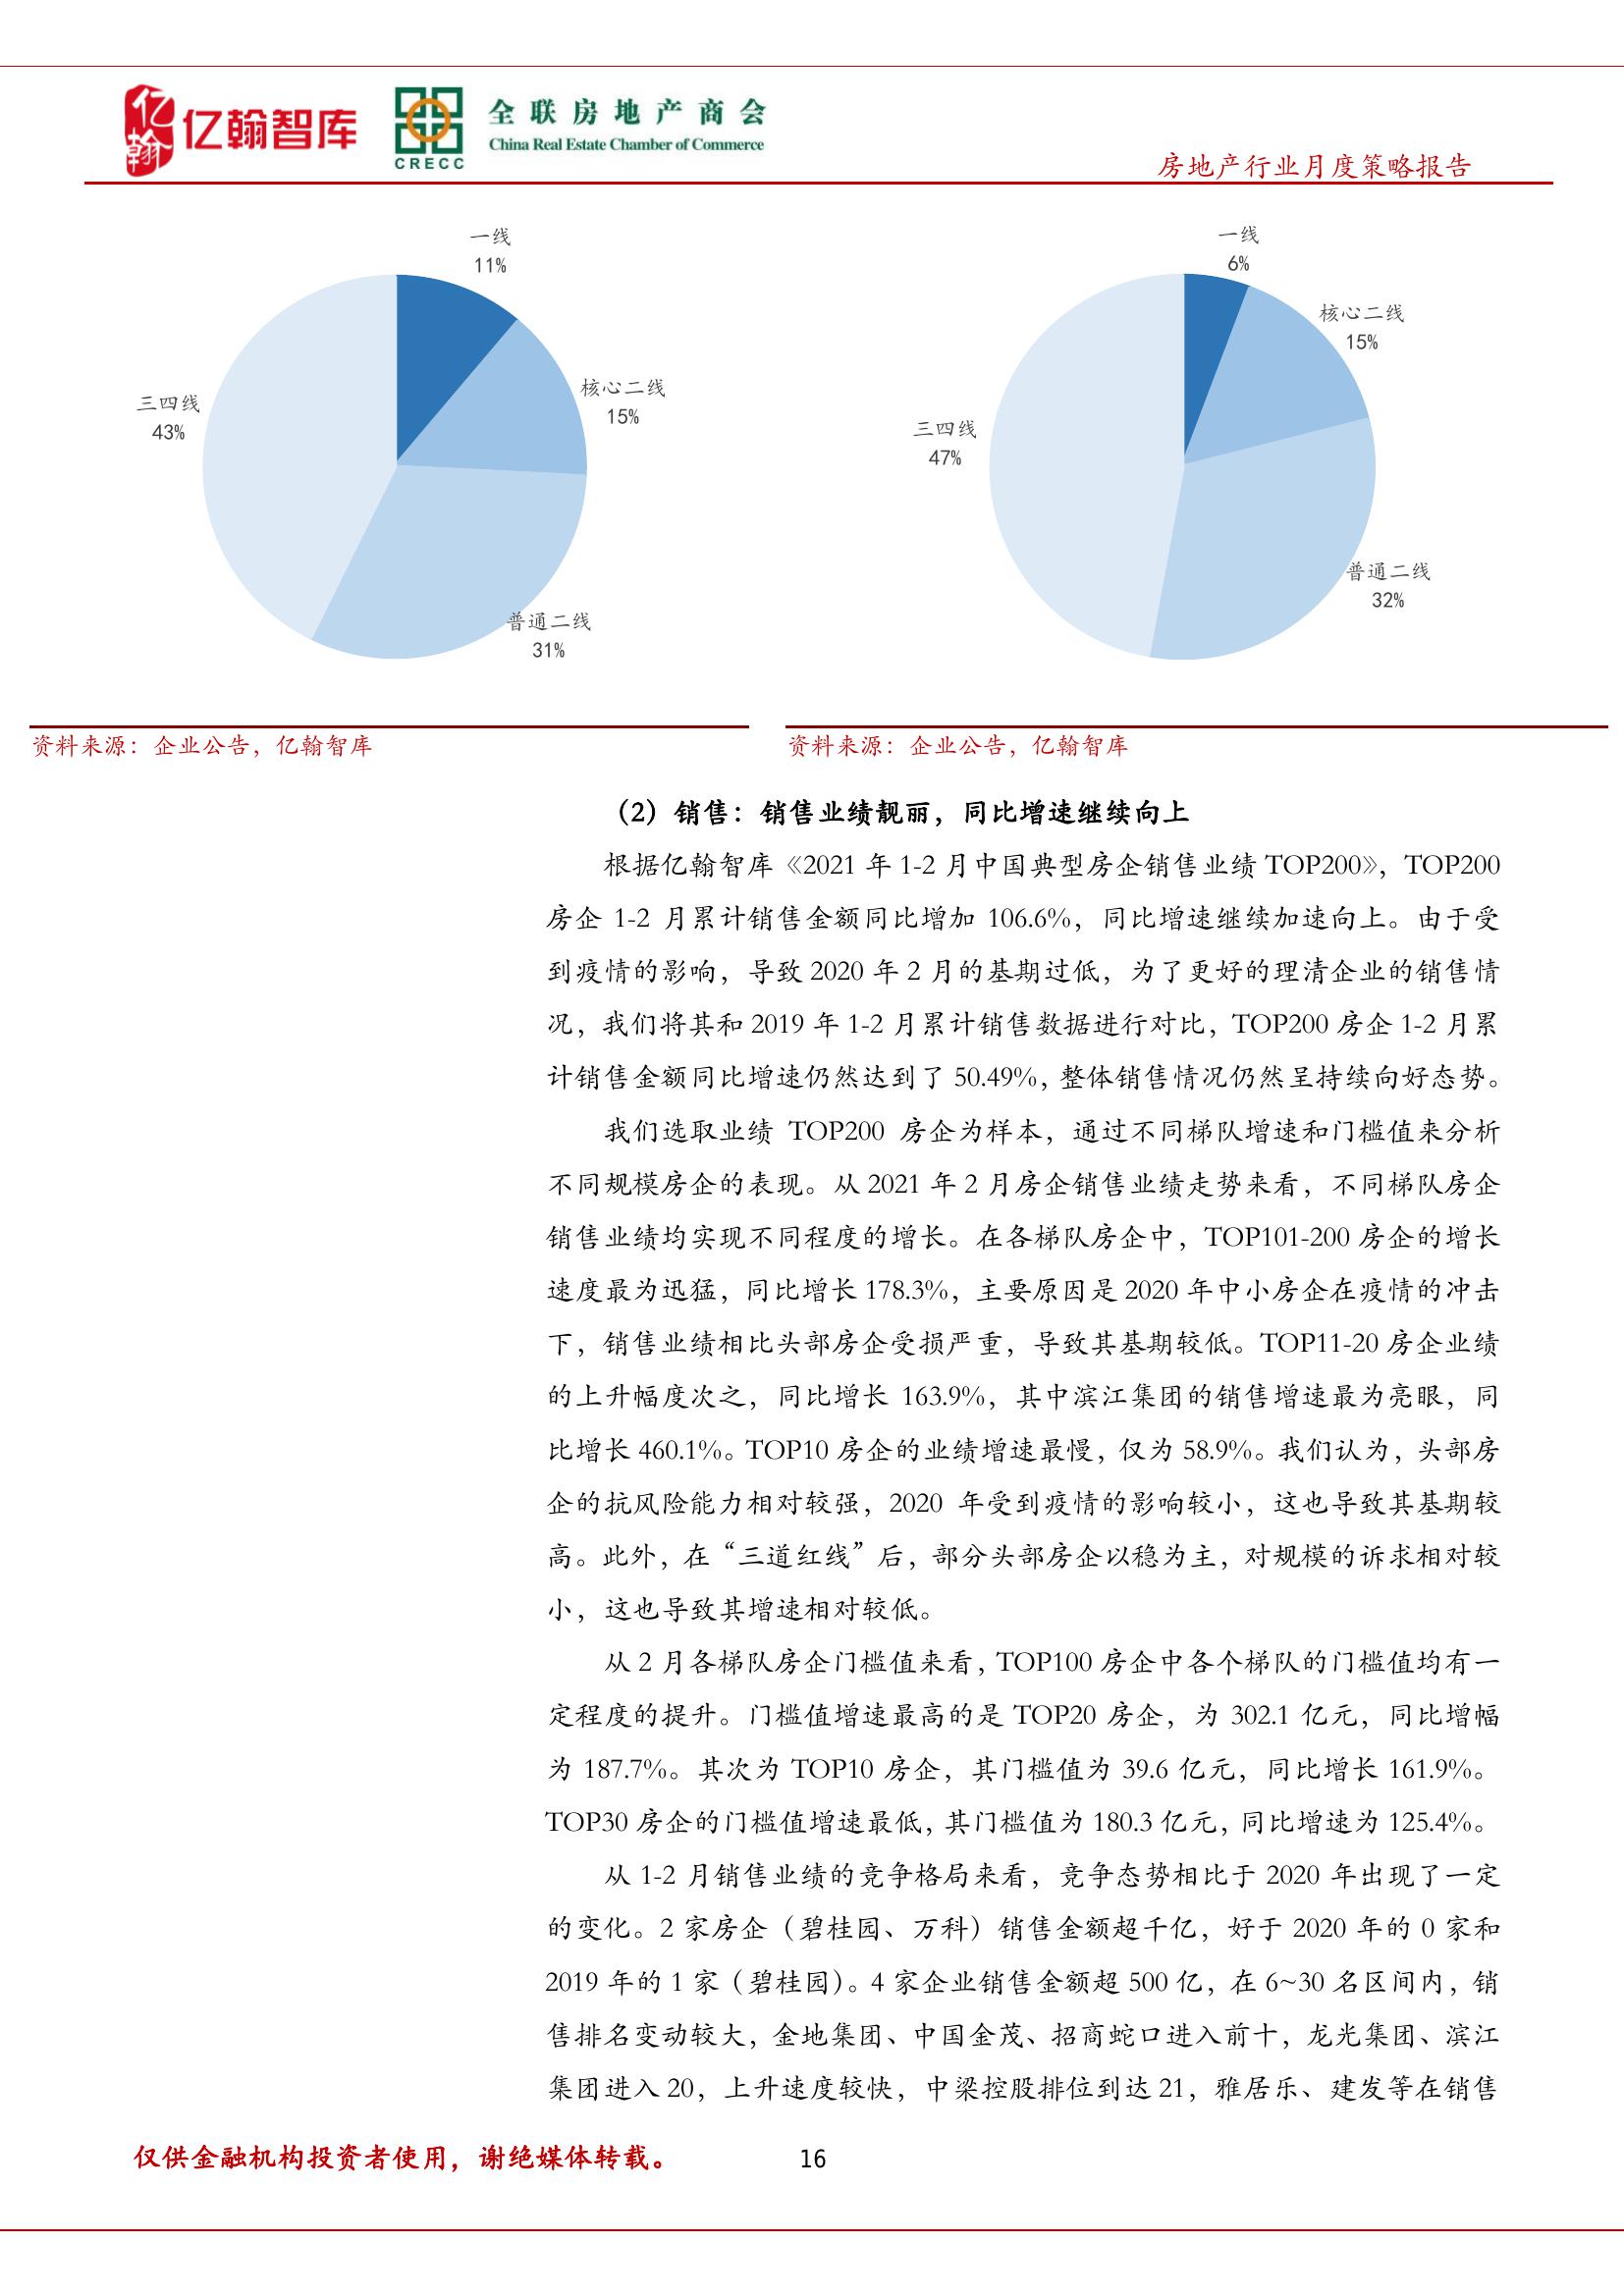 亿翰
亿翰智库
CRECC
全联房地产商会
China Real Estate Chamber of Commerce
房地产行业月度策略报告
一线
11%
核心二线
15%
三四线
43%
普通二线
31%
一线
6%
核心二线
15%
三四线
47%
普通二线
32%
资料来源：企业公告，亿翰智库
资料来源：企业公告，亿翰智库
（2）销售：销售业绩靓丽，同比增速继续向上
根据亿翰智库《2021 年 1-2 月中国典型房企销售业绩 TOP200》，TOP200
房企 1-2 月累计销售金额同比增加 106.6%，同比增速继续加速向上。由于受
到疫情的影响，导致 2020 年 2 月的基期过低，为了更好的理清企业的销售情
况，我们将其和 2019 年 1-2 月累计销售数据进行对比，TOP200 房企 1-2 月累
计销售金额同比增速仍然达到了 50.49%，整体销售情况仍然呈持续向好态势。
我们选取业绩 TOP200 房企为样本，通过不同梯队增速和门槛值来分析
不同规模房企的表现。从 2021 年 2 月房企销售业绩走势来看，不同梯队房企
销售业绩均实现不同程度的增长。在各梯队房企中，TOP101-200 房企的增长
速度最为迅猛，同比增长 178.3%，主要原因是 2020 年中小房企在疫情的冲击
下，销售业绩相比头部房企受损严重，导致其基期较低。TOP11-20 房企业绩
的上升幅度次之，同比增长 163.9%，其中滨江集团的销售增速最为亮眼，同
比增长 460.1%。TOP10 房企的业绩增速最慢，仅为 58.9%。我们认为，头部房
企的抗风险能力相对较强，2020 年受到疫情的影响较小，这也导致其基期较
高。此外，在“三道红线”后，部分头部房企以稳为主，对规模的诉求相对较
小，这也导致其增速相对较低。
从 2 月各梯队房企门槛值来看，TOP100 房企中各个梯队的门槛值均有一
定程度的提升。门槛值增速最高的是 TOP20 房企，为 302.1 亿元，同比增幅
为 187.7%。其次为 TOP10 房企，其门槛值为 39.6 亿元，同比增长 161.9%。
TOP30 房企的门槛值增速最低，其门槛值为 180.3 亿元，同比增速为 125.4%。
从 1-2 月销售业绩的竞争格局来看，竞争态势相比于 2020 年出现了一定
的变化。2 家房企（碧桂园、万科）销售金额超千亿，好于 2020 年的 0 家和
2019 年的 1 家（碧桂园）。4 家企业销售金额超 500 亿，在 6~30 名区间内，销
售排名变动较大，金地集团、中国金茂、招商蛇口进入前十，龙光集团、滨江
集团进入 20，上升速度较快，中梁控股排位到达 21，雅居乐、建发等在销售
仅供金融机构投资者使用，谢绝媒体转载。
16